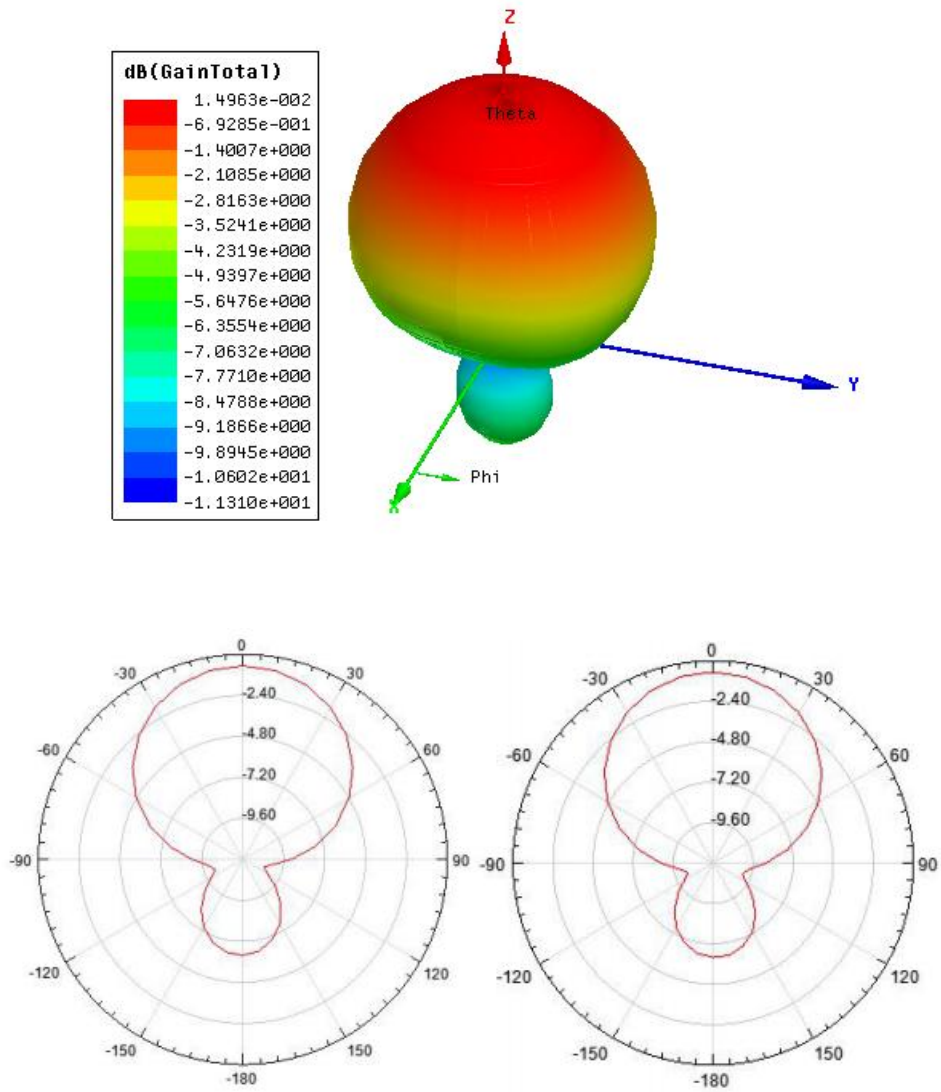 Z
dB(GainTotal)
1.4963e-002
-6.9285e-001
-1.4007e+000
-2.1085e+000
-2.8163e+000
-3.5241e+000
-4.2319e+000
-4.9397e+000
-5.6476e+000
-6.3554e+000
-7.0632e+000
-7.7710e+000
-8.4788e+000
-9.1866e+000
-9.8945e+000
-1.0602e+001
-1.1310e+001
Theta
Y
Phi
X
0
-30
30
-2.40
-60
60
-4.80
-7.20
-9.60
-90
90
-120
120
-150
150
-180
0
-30
30
-2.40
-60
60
-4.80
-7.20
-9.60
-90
90
-120
120
-150
150
-180